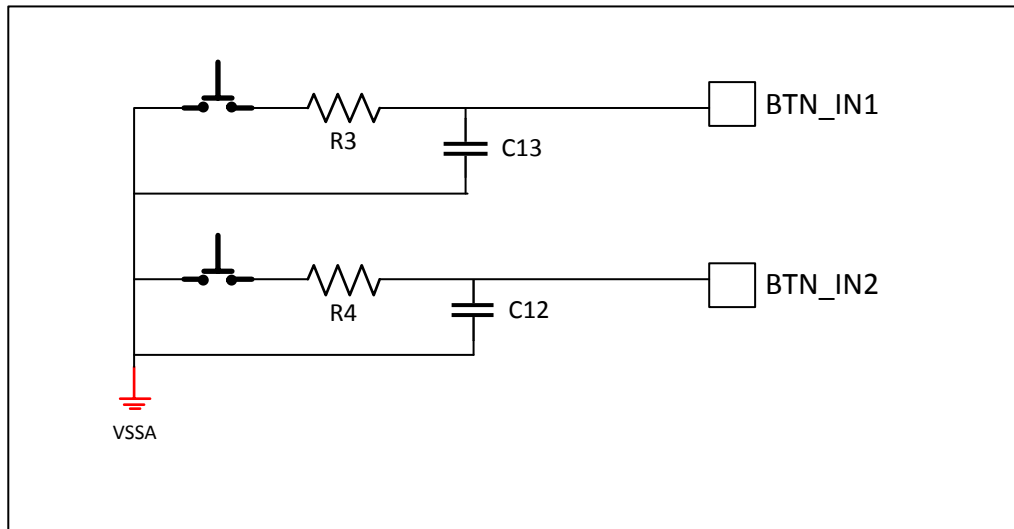 BTN_IN1
R3
C13
BTN_IN2
R4
C12
VSSA